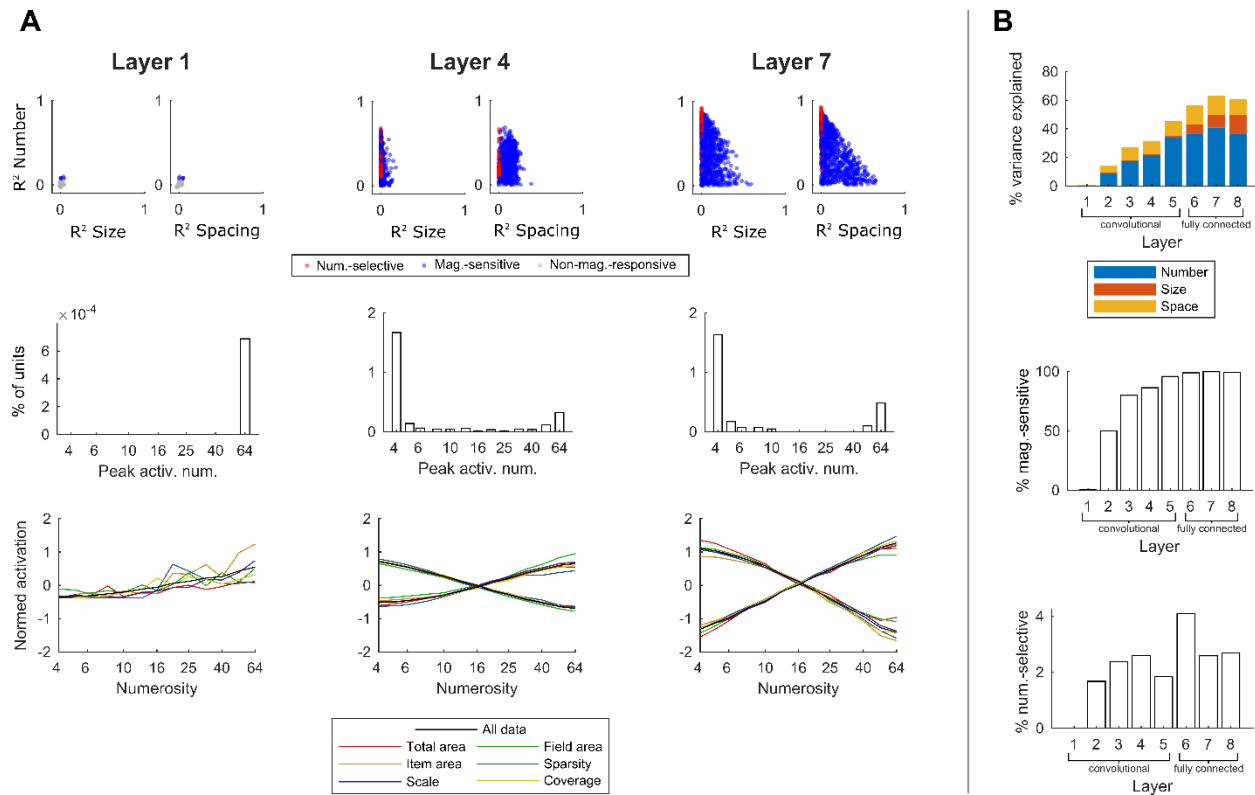 A
B
Layer 1
Layer 4
Layer 7
R² Number
1
0
0
1
0
1
R² Size
R² Spacing
1
0
0
1
1
0
0
1
R² Size
R² Spacing
1
0
0
1
1
0
0
1
R² Size
R² Spacing
Num.-selective
Mag.-sensitive
Non-mag.-responsive
% of units
× 10⁻⁴
6
4
2
0
4 6 10 16 25 40 64
Peak activ. num.
2
1
0
4 6 10 16 25 40 64
Peak activ. num.
2
1
0
4 6 10 16 25 40 64
Peak activ. num.
Normed activation
2
1
0
-1
-2
4 6 10 16 25 40 64
Numerosity
2
1
0
-1
-2
4 6 10 16 25 40 64
Numerosity
2
1
0
-1
-2
4 6 10 16 25 40 64
Numerosity
All data
Total area
Field area
Item area
Sparsity
Scale
Coverage
% variance explained
80
60
40
20
0
1 2 3 4 5 6 7 8
convolutional
fully connected
Layer
Number
Size
Space
% mag.-sensitive
100
50
0
1 2 3 4 5 6 7 8
convolutional
fully connected
Layer
% num.-selective
4
2
0
1 2 3 4 5 6 7 8
convolutional
fully connected
Layer